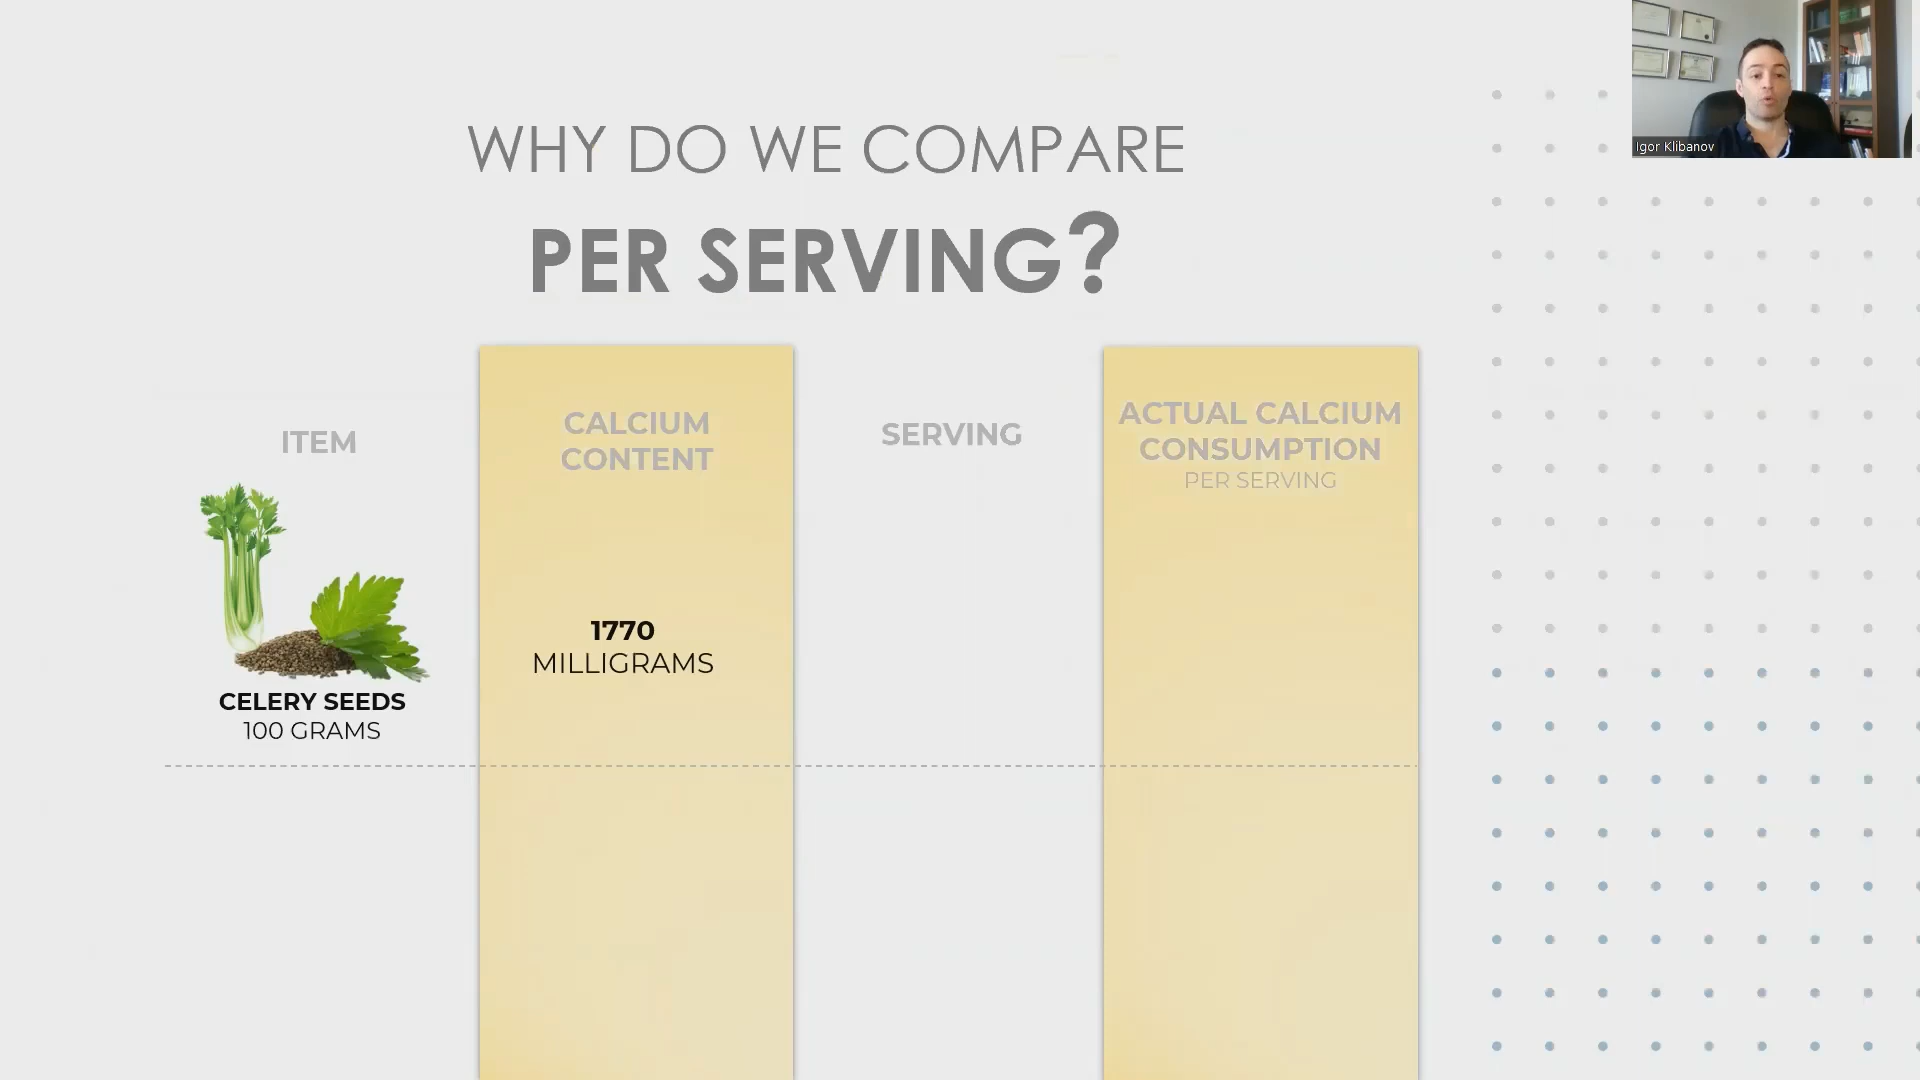 WHY DO WE COMPARE
PER SERVING?
Igor Klibanov
ITEM
CALCIUM
CONTENT
SERVING
ACTUAL CALCIUM
CONSUMPTION
PER SERVING
1770
MILLIGRAMS
CELERY SEEDS
100 GRAMS